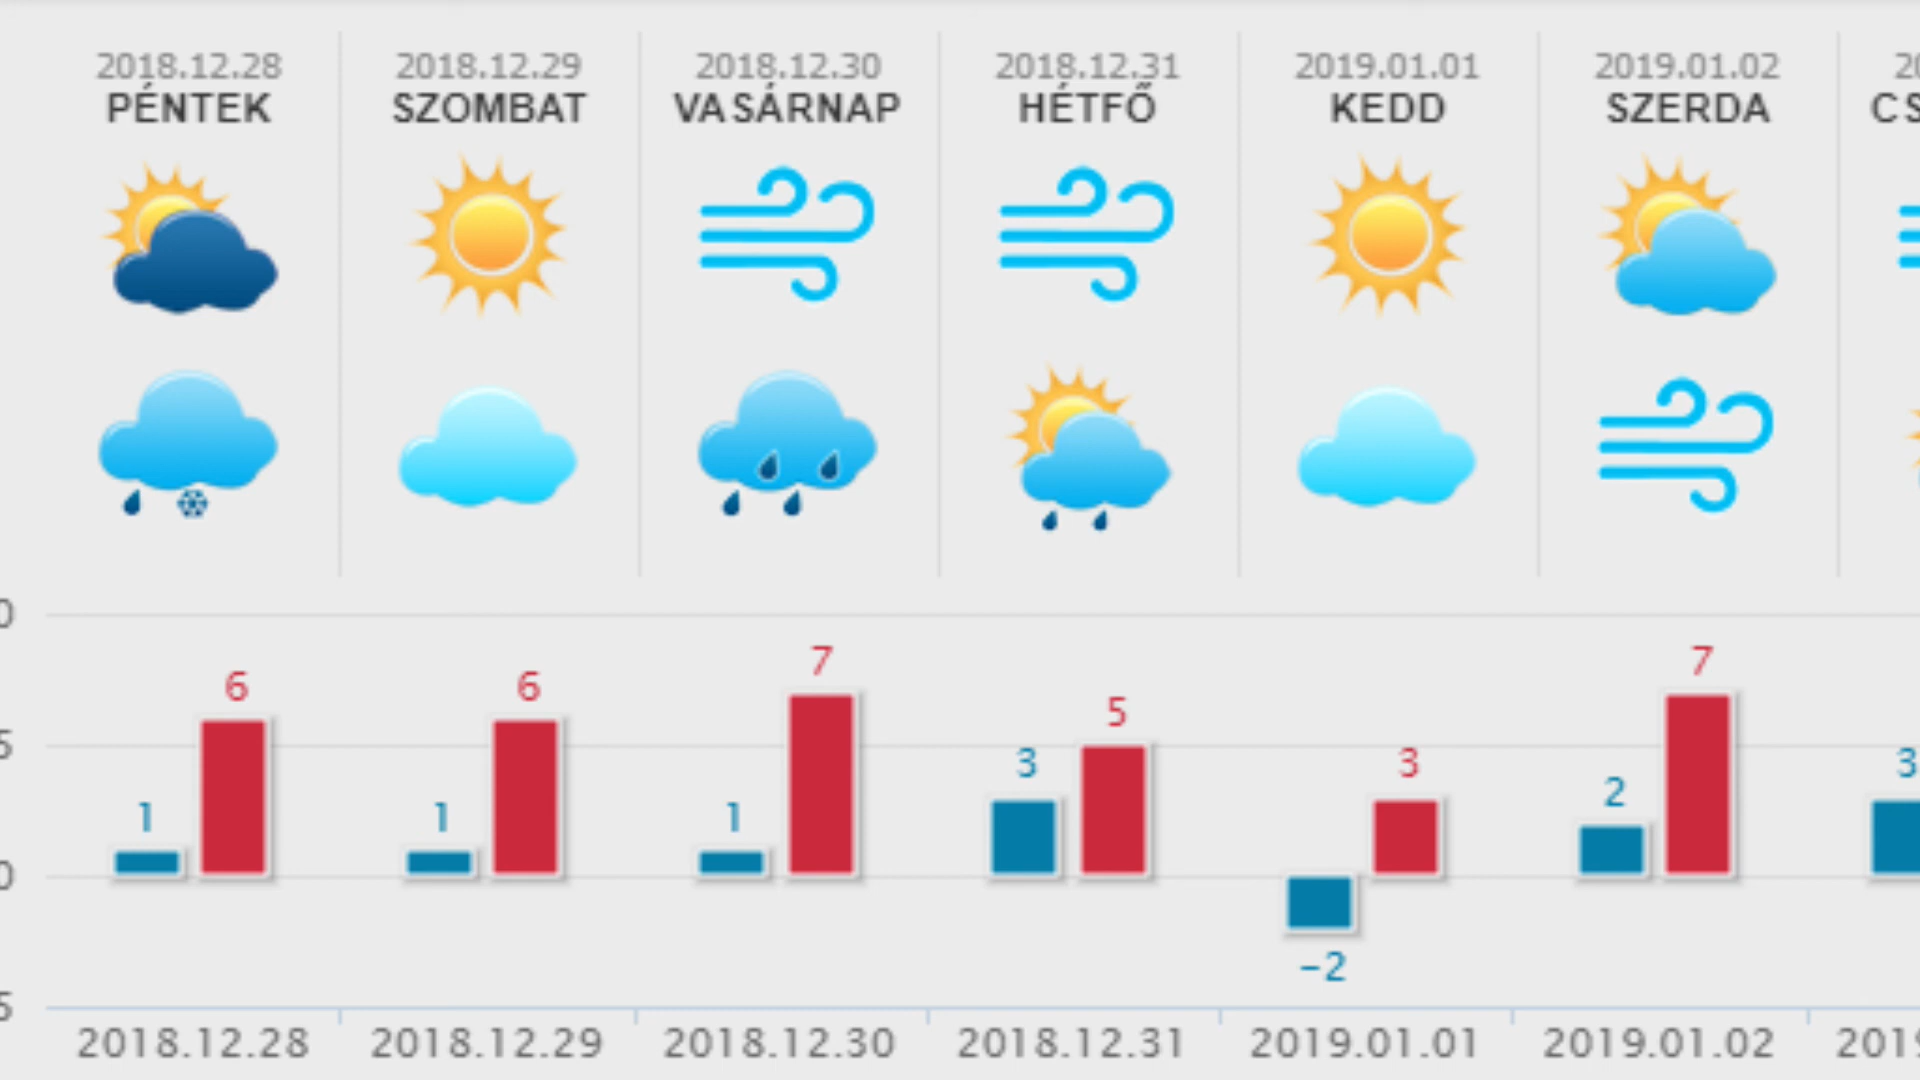 2018.12.28 2018.12.29 2018.12.30 2018.12.31 2019.01.01 2019.01.02
PÉNTEK SZOMBAT VASÁRNAP HÉTFŐ KEDD SZERDA
7 7
6 6
5
3 3 3
1 1 1 2
-2
2018.12.28 2018.12.29 2018.12.30 2018.12.31 2019.01.01 2019.01.02